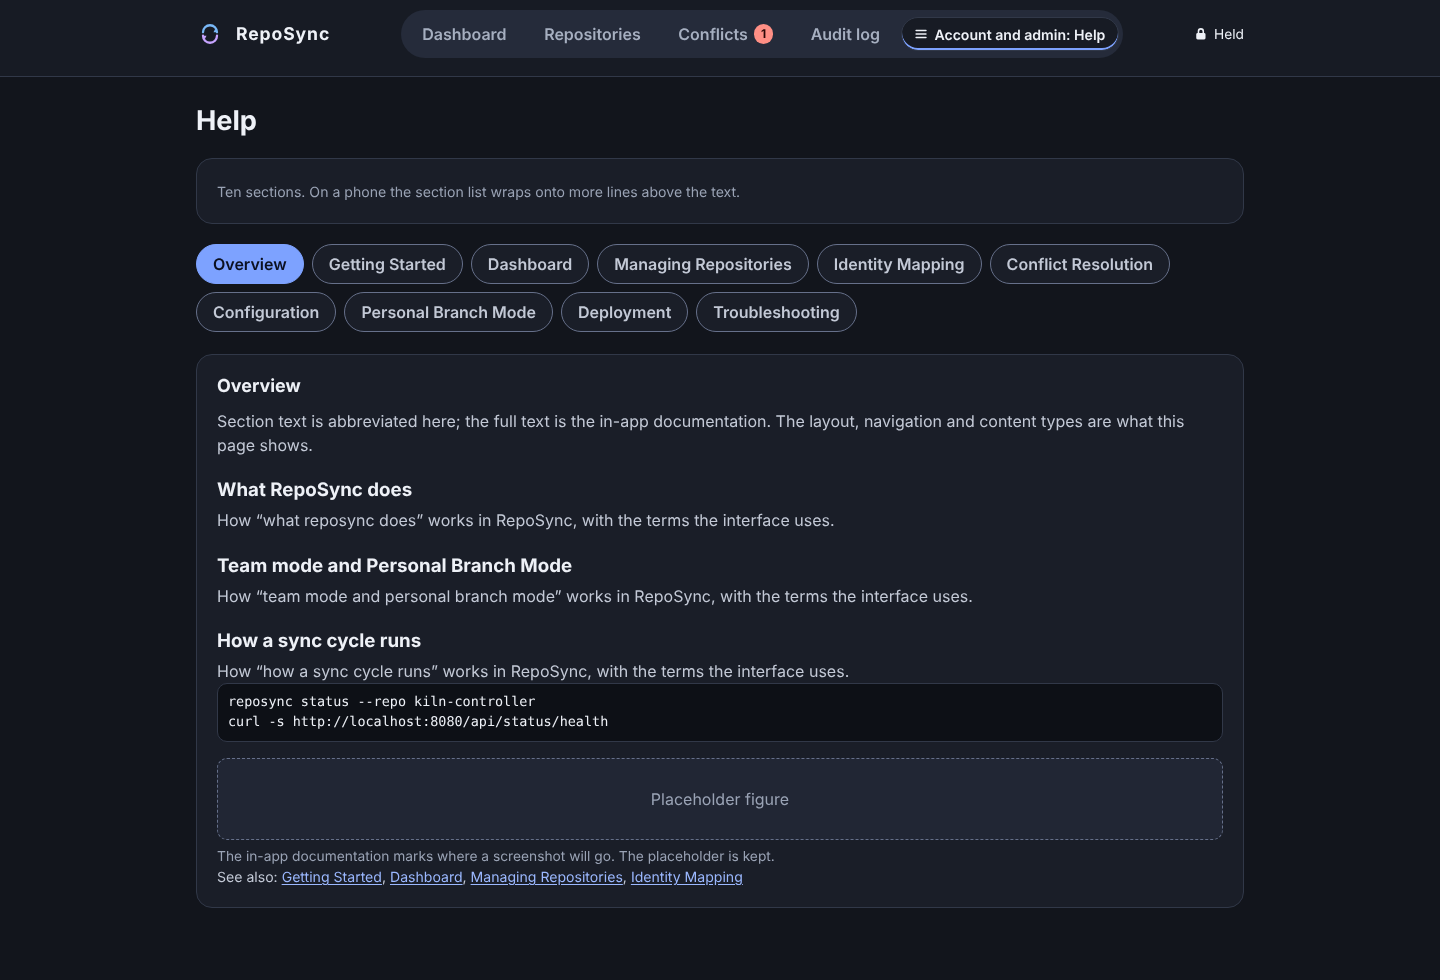 RepoSync
Dashboard
Repositories
Conflicts 1
Audit log
Account and admin: Help
Held
Help
Ten sections. On a phone the section list wraps onto more lines above the text.
Overview
Getting Started
Dashboard
Managing Repositories
Identity Mapping
Conflict Resolution
Configuration
Personal Branch Mode
Deployment
Troubleshooting
Overview
Section text is abbreviated here; the full text is the in-app documentation. The layout, navigation and content types are what this
page shows.
What RepoSync does
How “what reposync does” works in RepoSync, with the terms the interface uses.
Team mode and Personal Branch Mode
How “team mode and personal branch mode” works in RepoSync, with the terms the interface uses.
How a sync cycle runs
How “how a sync cycle runs” works in RepoSync, with the terms the interface uses.
reposync status --repo kiln-controller
curl -s http://localhost:8080/api/status/health
Placeholder figure
The in-app documentation marks where a screenshot will go. The placeholder is kept.
See also: Getting Started, Dashboard, Managing Repositories, Identity Mapping